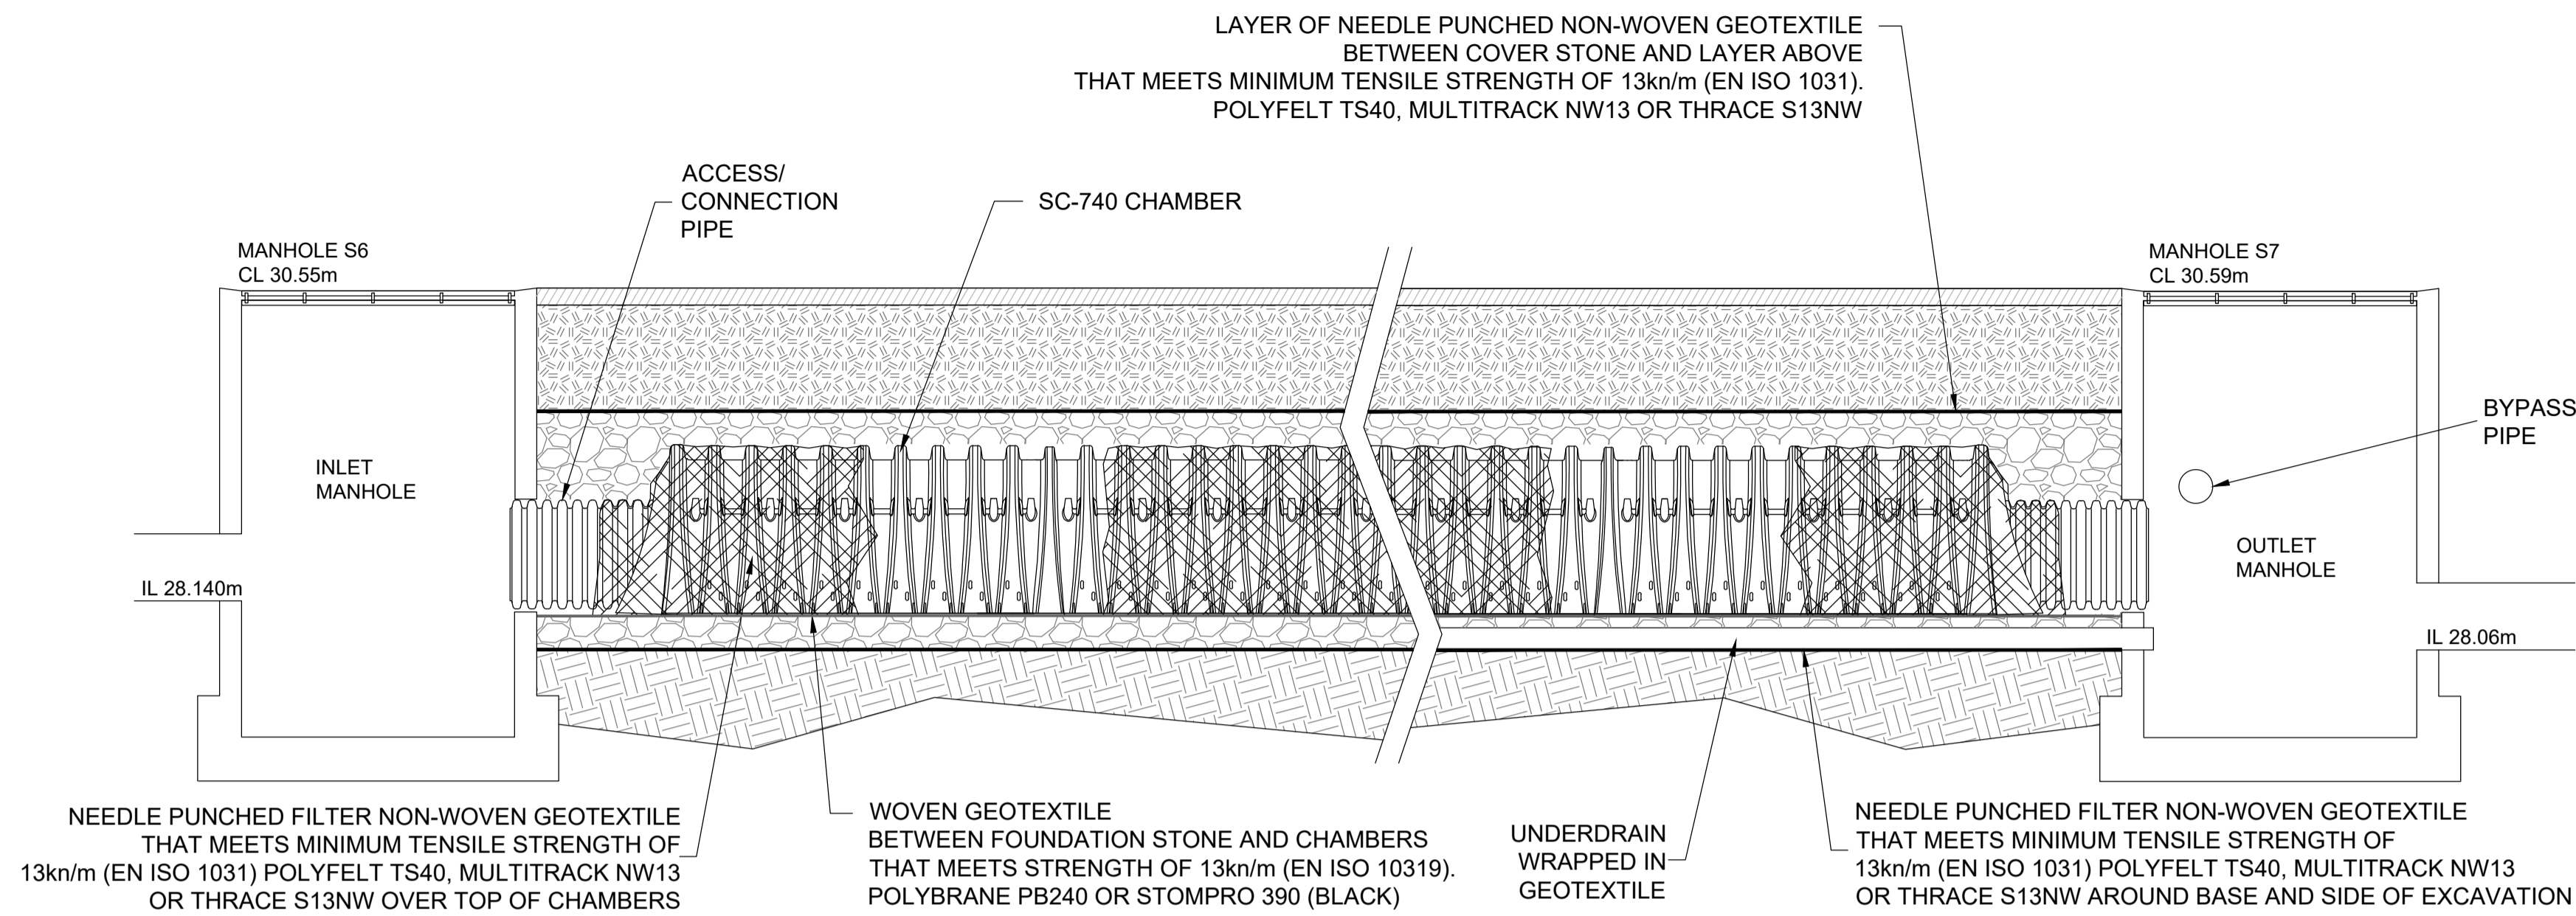 LAYER OF NEEDLE PUNCHED NON-WOVEN GEOTEXTILE
BETWEEN COVER STONE AND LAYER ABOVE
THAT MEETS MINIMUM TENSILE STRENGTH OF 13kn/m (EN ISO 1031).
POLYFELT TS40, MULTITRACK NW13 OR THRACE S13NW
ACCESS/
CONNECTION
PIPE
SC-740 CHAMBER
MANHOLE S6
CL 30.55m
MANHOLE S7
CL 30.59m
BYPASS
PIPE
INLET
MANHOLE
OUTLET
MANHOLE
IL 28.140m
IL 28.06m
NEEDLE PUNCHED FILTER NON-WOVEN GEOTEXTILE
THAT MEETS MINIMUM TENSILE STRENGTH OF
13kn/m (EN ISO 1031) POLYFELT TS40, MULTITRACK NW13
OR THRACE S13NW OVER TOP OF CHAMBERS
WOVEN GEOTEXTILE
BETWEEN FOUNDATION STONE AND CHAMBERS
THAT MEETS STRENGTH OF 13kn/m (EN ISO 10319).
POLYBRANE PB240 OR STOMPRO 390 (BLACK)
UNDERDRAIN
WRAPPED IN
GEOTEXTILE
NEEDLE PUNCHED FILTER NON-WOVEN GEOTEXTILE
THAT MEETS MINIMUM TENSILE STRENGTH OF
13kn/m (EN ISO 1031) POLYFELT TS40, MULTITRACK NW13
OR THRACE S13NW AROUND BASE AND SIDE OF EXCAVATION